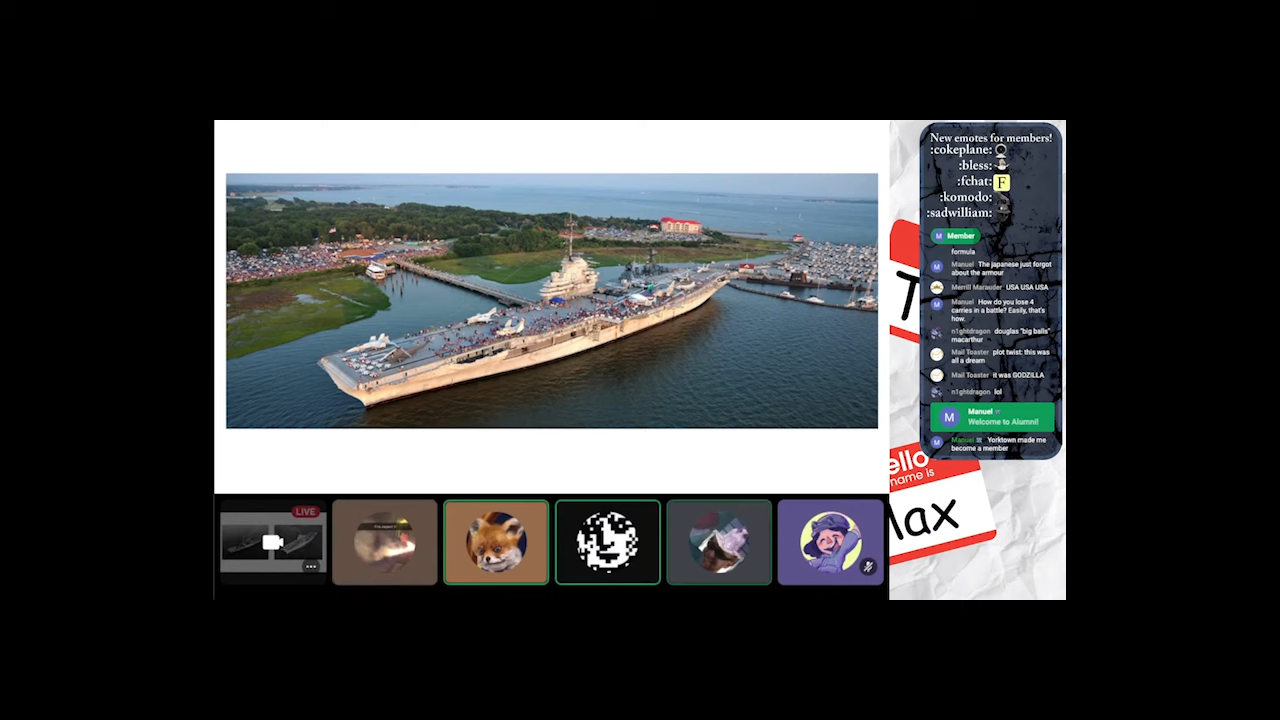 New emotes for members!
:cokeplane:
:bless:
:fchat: F
:komodo:
:sadwilliam:
M Member
formula
M Manuel The japanese just forgot
about the armour
Merrill Marauder USA USA USA
M Manuel How do you lose 4
carries in a battle? Easily, that's
how.
n1ghtdragon douglas "big balls"
macarthur
Mail Toaster plot twist: this was
all a dream
Mail Toaster it was GODZILLA
n1ghtdragon lol
M Manuel
Welcome to Alumni!
M Manuel Yorktown made me
become a member
T
ello
name is
Max
LIVE